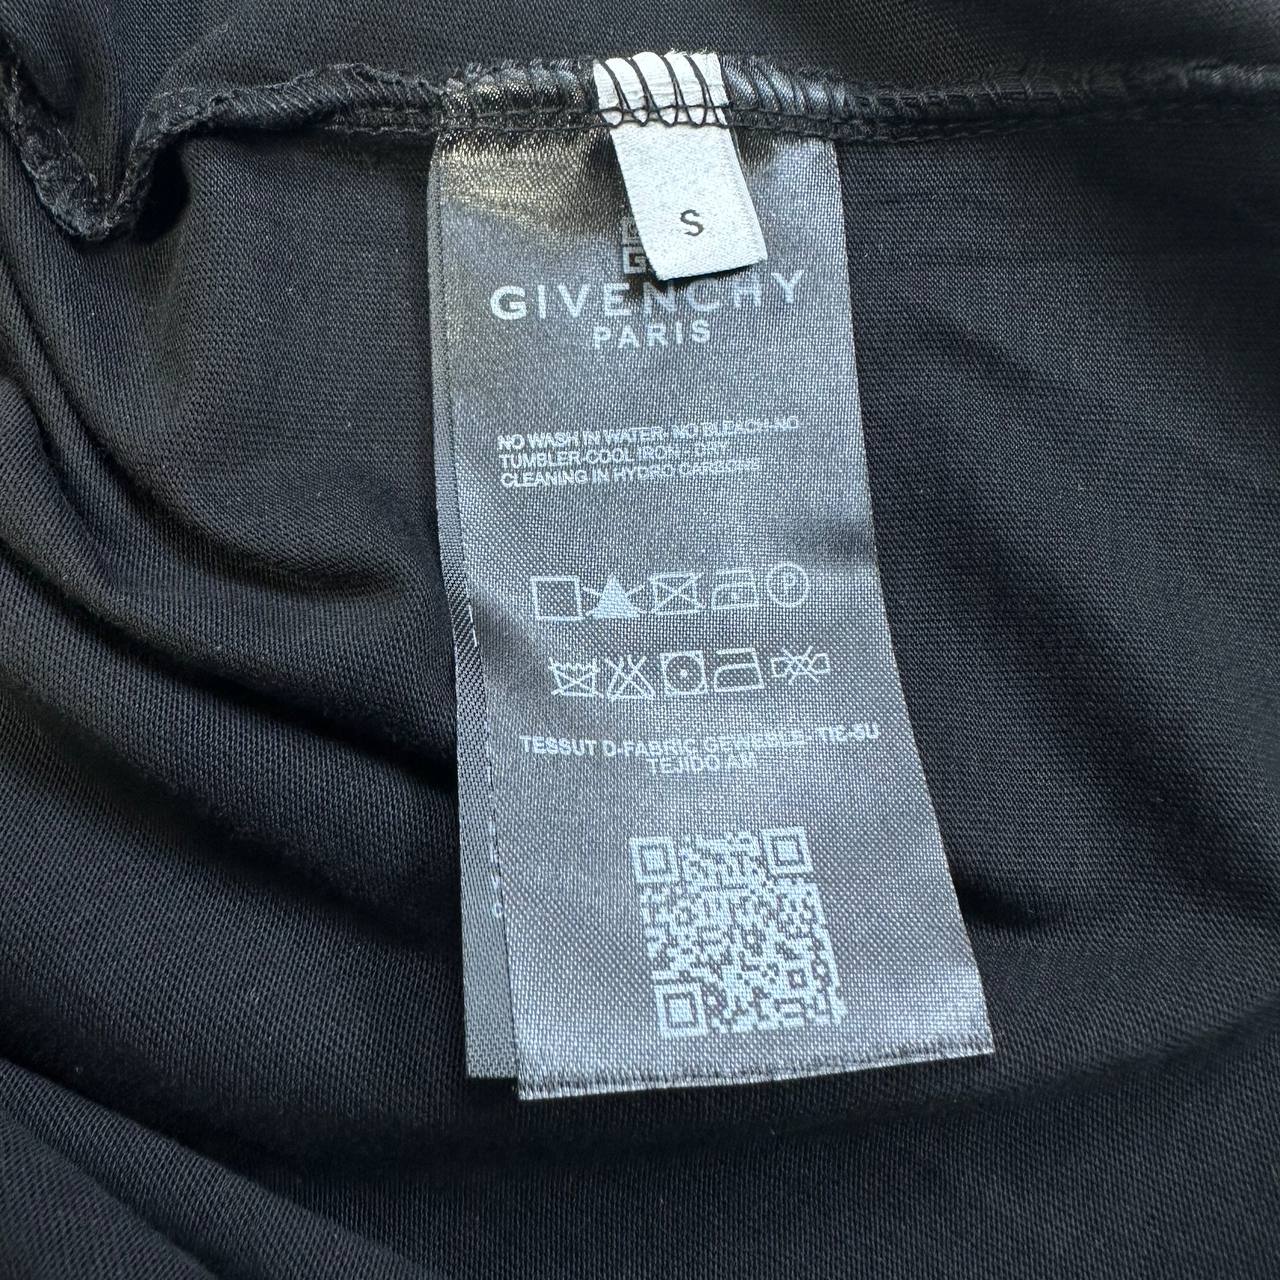 S
GIVENCHY
PARIS
NO WASH IN WATER- NO BLEACH-NO
TUMBLER-COOL IRON - DRY
CLEANING IN HYDRO CARBONS
P
TESSUT D-FABRIC GEWEBLE- TIE-SU
TEJIDO AM